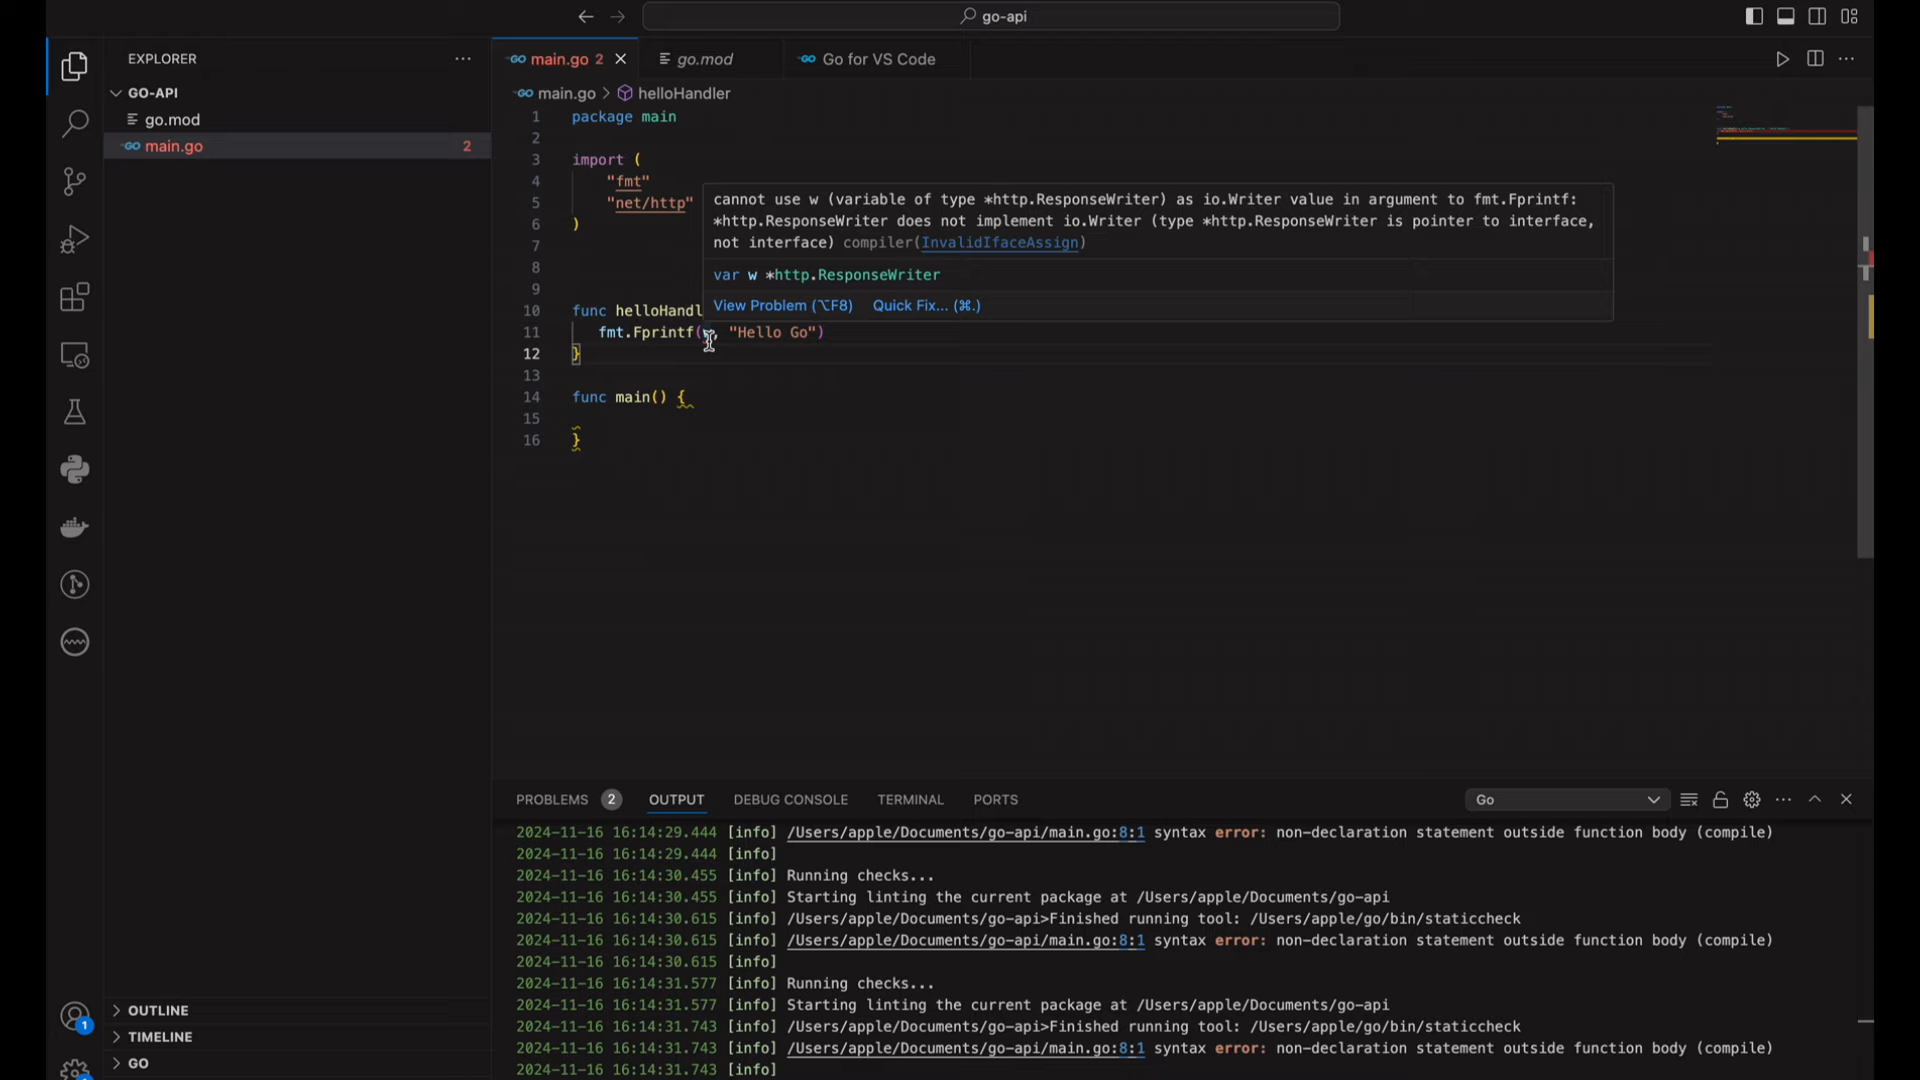 go-api
EXPLORER
GO-API
go.mod
main.go 2
OUTLINE
TIMELINE
GO
1
main.go 2
go.mod
Go for VS Code
main.go > helloHandler
1 package main
2
3 import (
4 "fmt"
5 "net/http"
6 )
7
8
9
10 func helloHandl
11 fmt.Fprintf(w, "Hello Go")
12 }
13
14 func main() {
15
16 }
cannot use w (variable of type *http.ResponseWriter) as io.Writer value in argument to fmt.Fprintf:
*http.ResponseWriter does not implement io.Writer (type *http.ResponseWriter is pointer to interface,
not interface) compiler(InvalidIfaceAssign)
var w *http.ResponseWriter
View Problem (⌥F8) Quick Fix... (⌘.)
PROBLEMS 2 OUTPUT DEBUG CONSOLE TERMINAL PORTS Go
2024-11-16 16:14:29.444 [info] /Users/apple/Documents/go-api/main.go:8:1 syntax error: non-declaration statement outside function body (compile)
2024-11-16 16:14:29.444 [info]
2024-11-16 16:14:30.455 [info] Running checks...
2024-11-16 16:14:30.455 [info] Starting linting the current package at /Users/apple/Documents/go-api
2024-11-16 16:14:30.615 [info] /Users/apple/Documents/go-api>Finished running tool: /Users/apple/go/bin/staticcheck
2024-11-16 16:14:30.615 [info] /Users/apple/Documents/go-api/main.go:8:1 syntax error: non-declaration statement outside function body (compile)
2024-11-16 16:14:30.615 [info]
2024-11-16 16:14:31.577 [info] Running checks...
2024-11-16 16:14:31.577 [info] Starting linting the current package at /Users/apple/Documents/go-api
2024-11-16 16:14:31.743 [info] /Users/apple/Documents/go-api>Finished running tool: /Users/apple/go/bin/staticcheck
2024-11-16 16:14:31.743 [info] /Users/apple/Documents/go-api/main.go:8:1 syntax error: non-declaration statement outside function body (compile)
2024-11-16 16:14:31.743 [info]